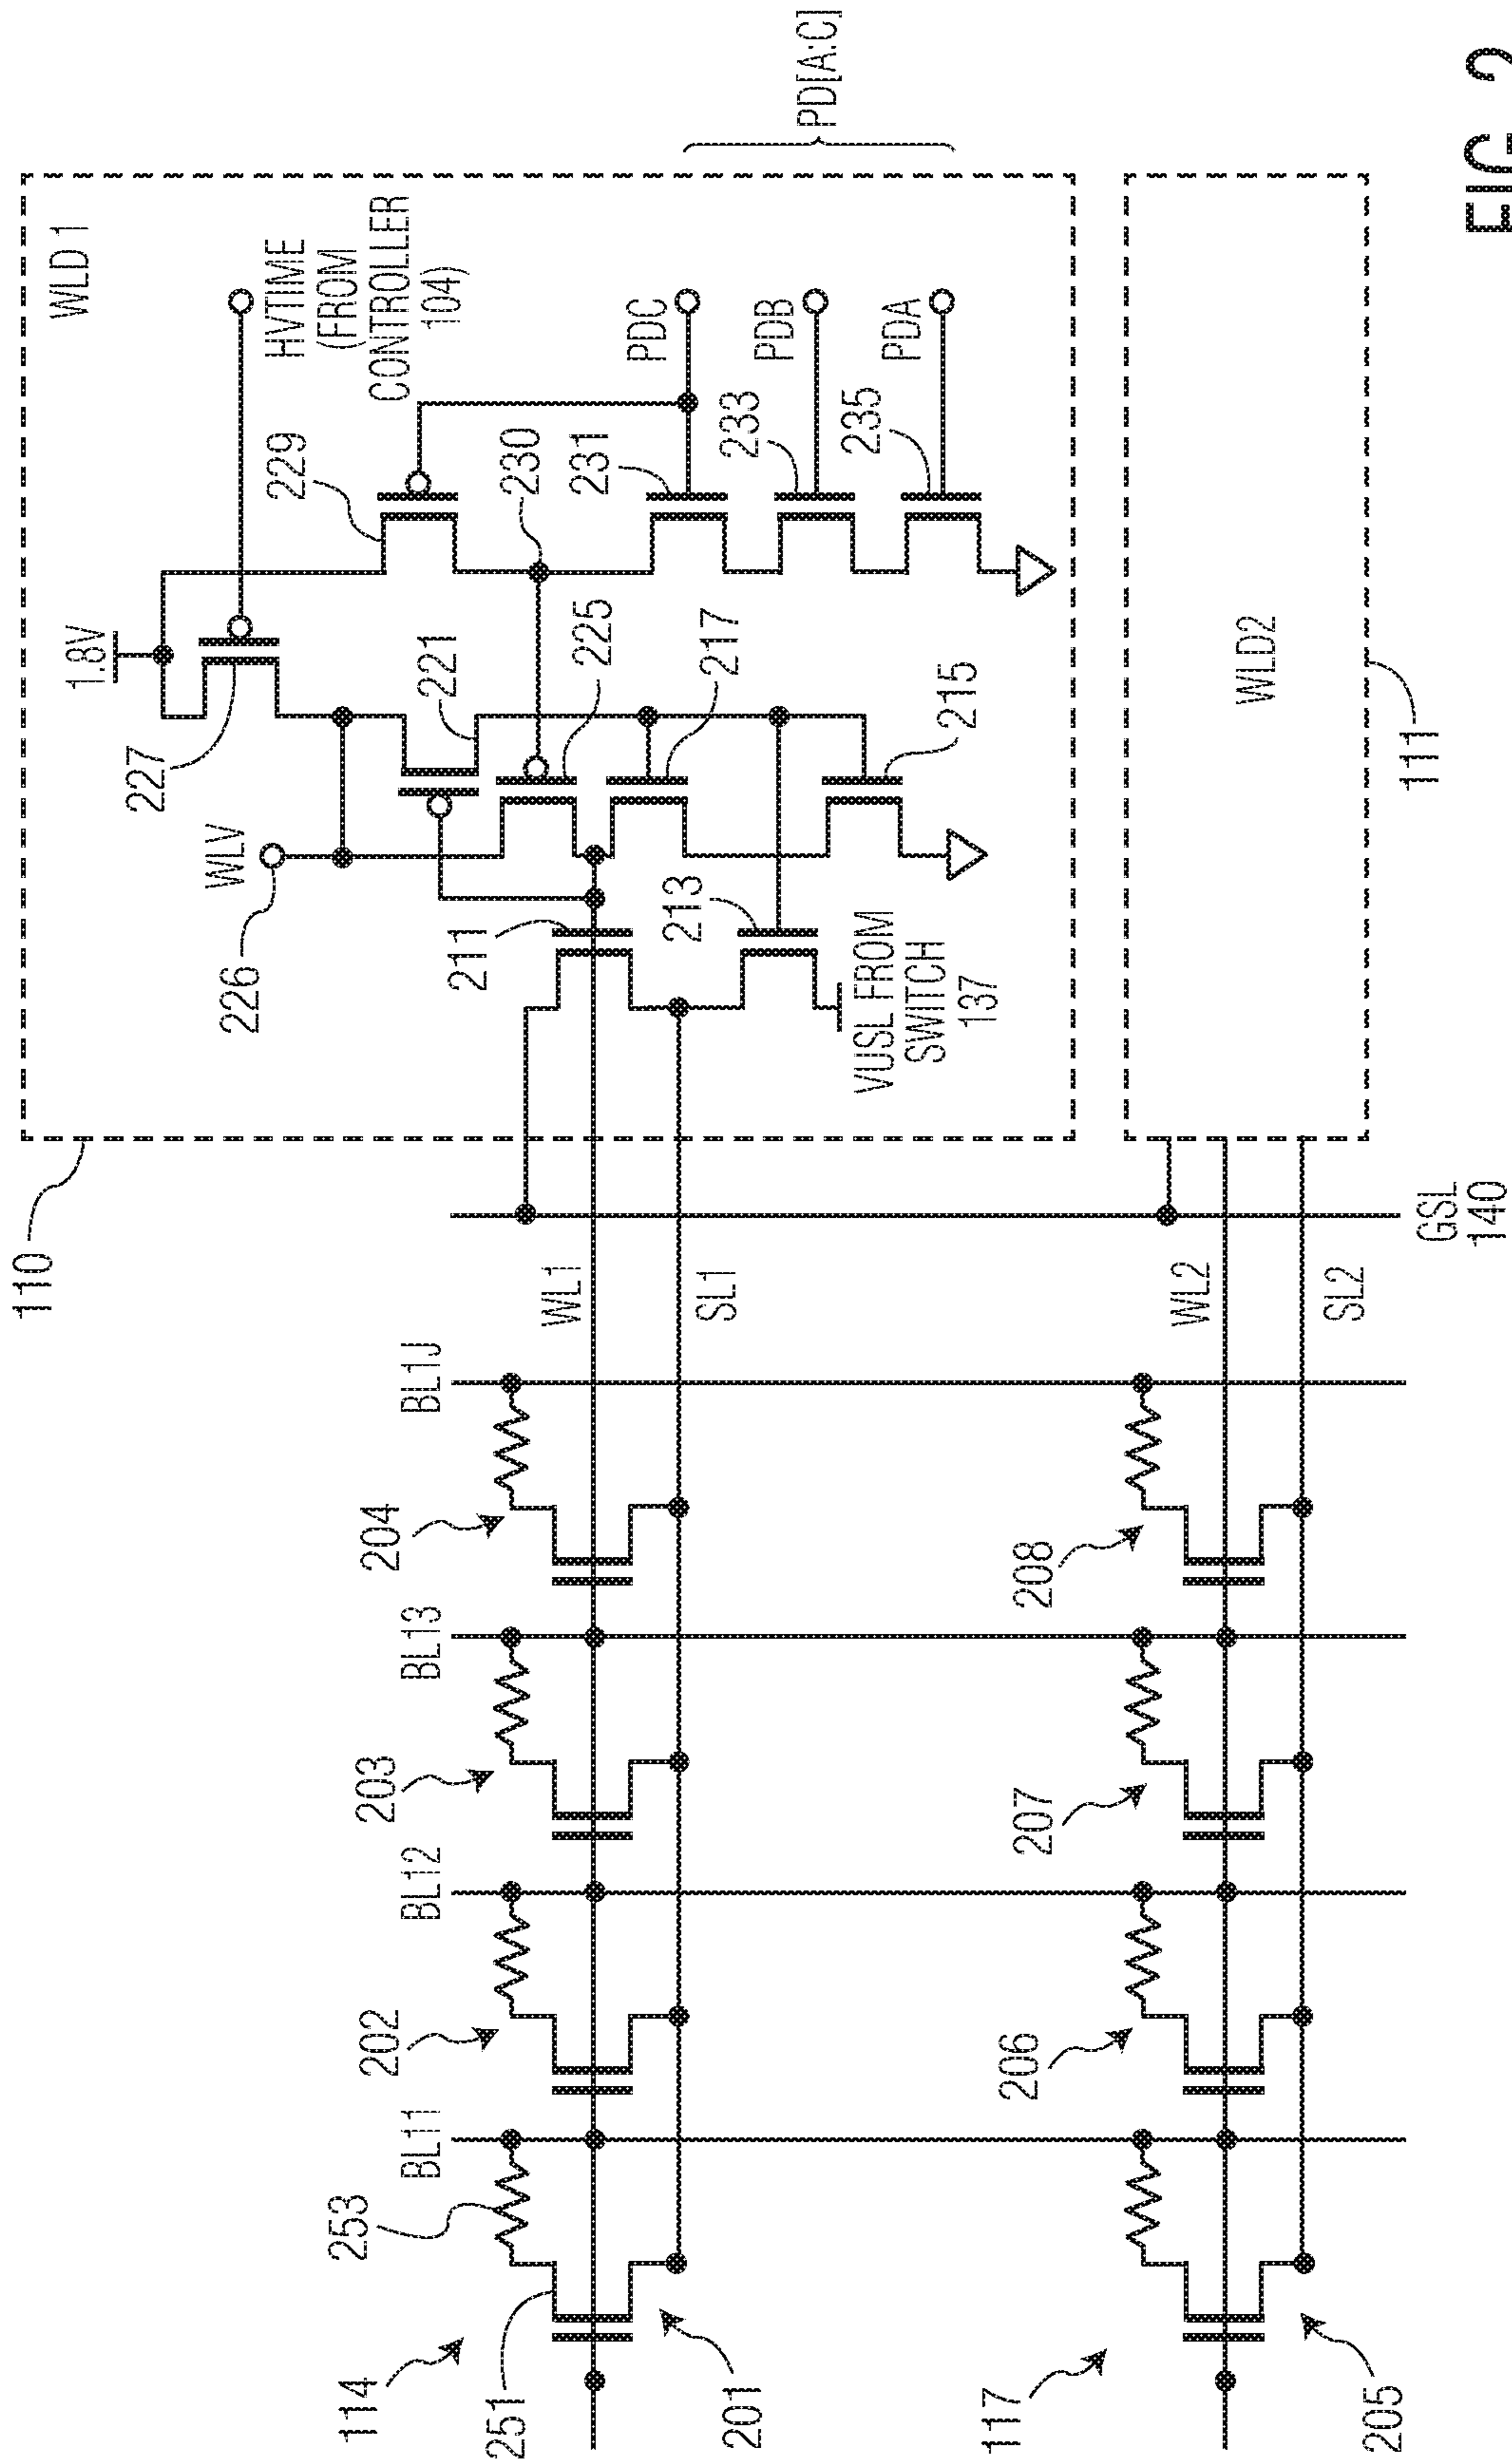 110
WLD 1
1.8V
HVTIME
(FROM
CONTROLLER
104)
227
229
WLV
226
221
230
225
231
PDC
PD[A:C]
211
217
233
PDB
213
215
235
PDA
VUSL FROM
SWITCH
137
114
253
BL11
202
BL12
203
BL13
204
BL1J
251
WL1
201
SL1
117
206
207
208
WL2
205
SL2
GSL
140
WLD2
111
FIG. 2